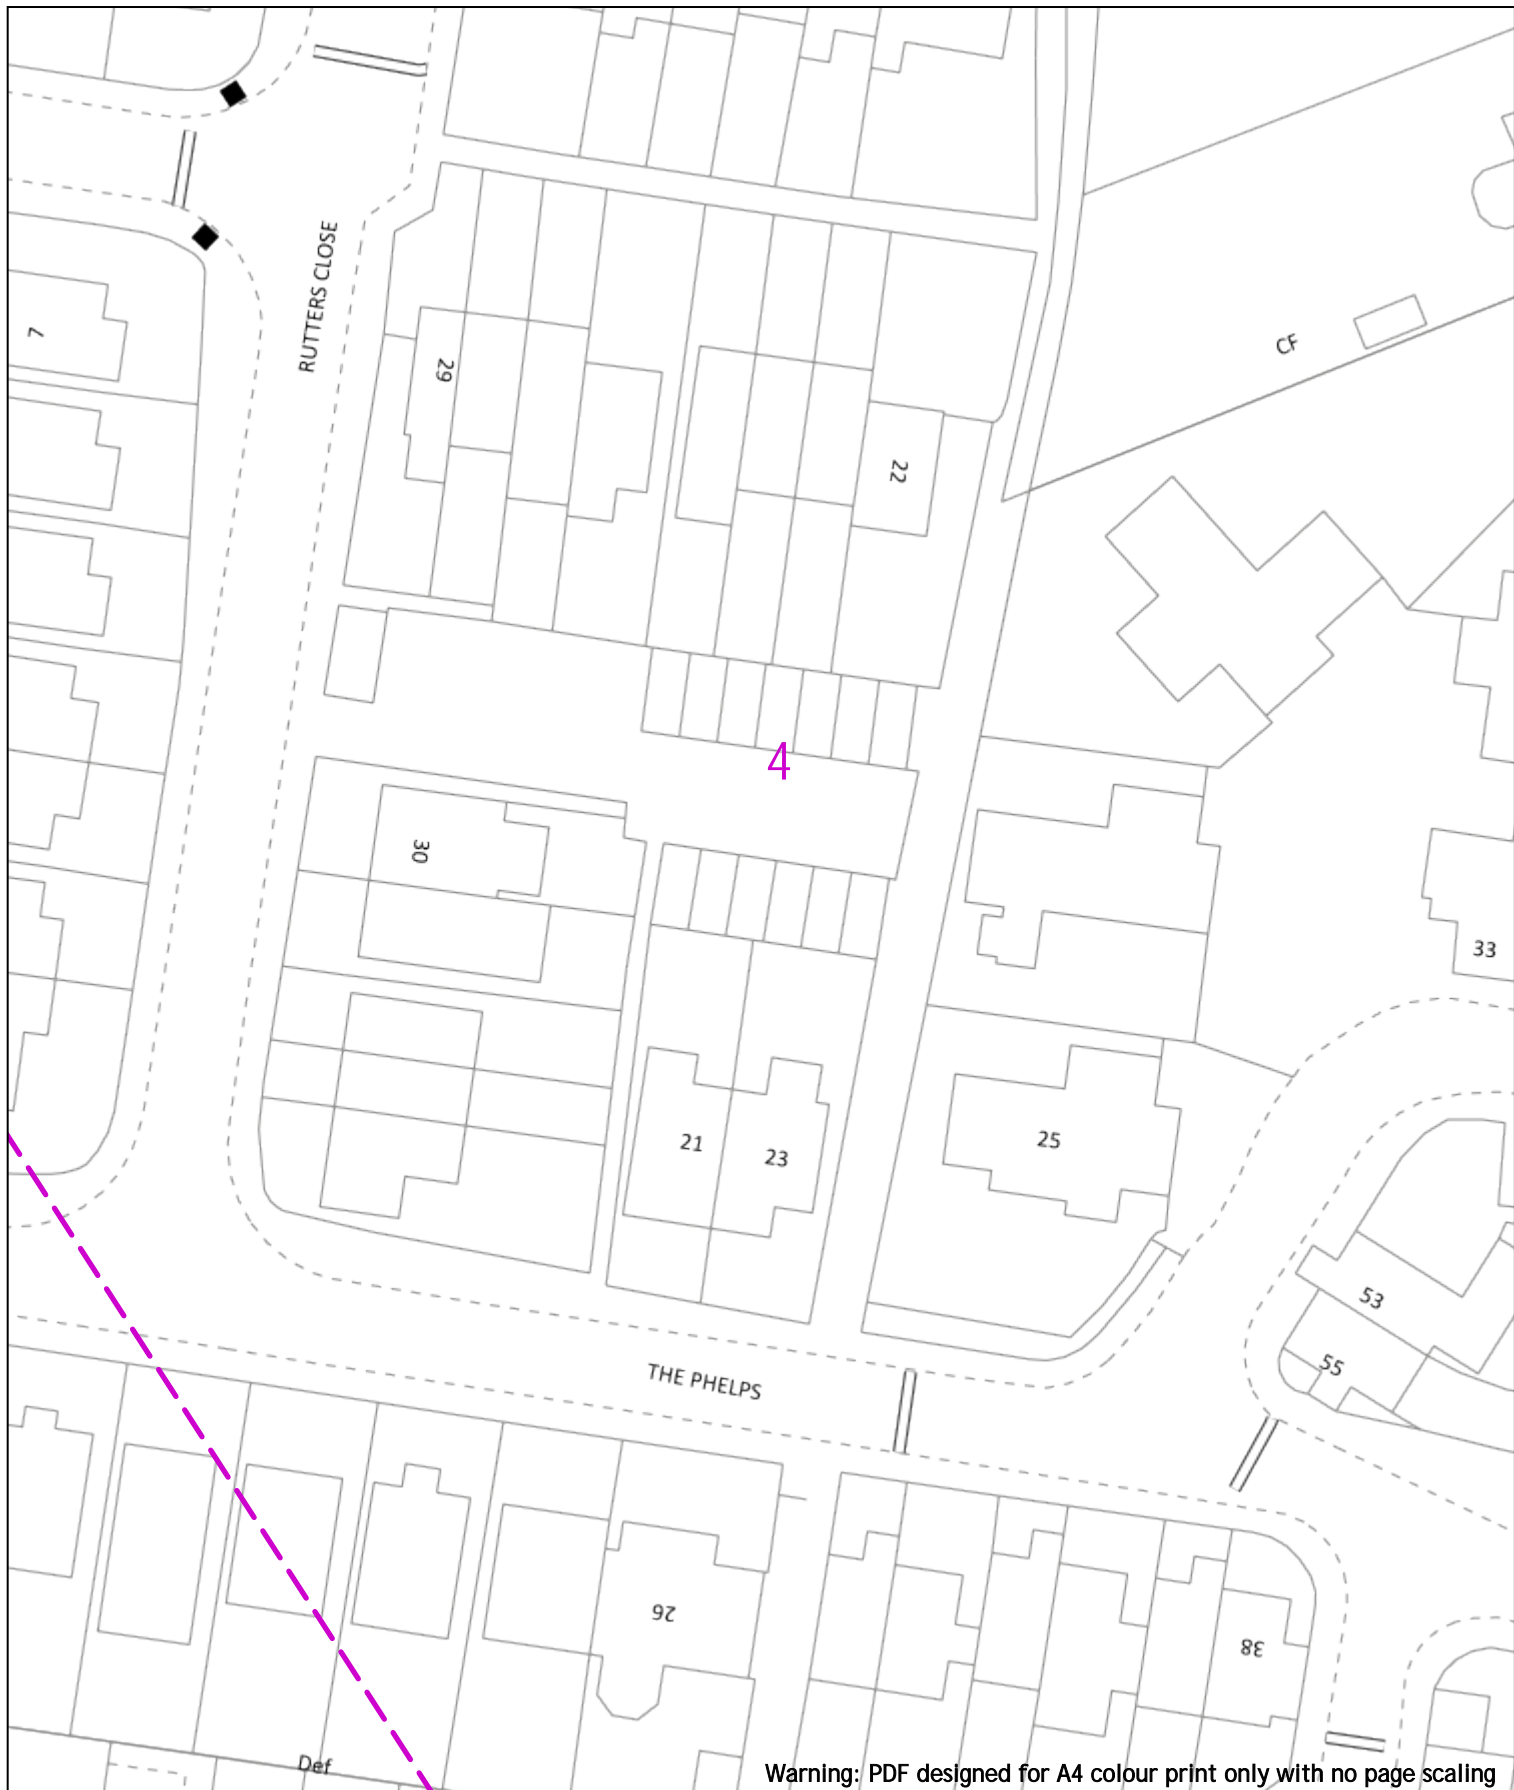 RUTTERS CLOSE
7
CF
29
22
4
30
33
21
23
25
53
55
THE PHELPS
26
38
Def
Warning: PDF designed for A4 colour print only with no page scaling